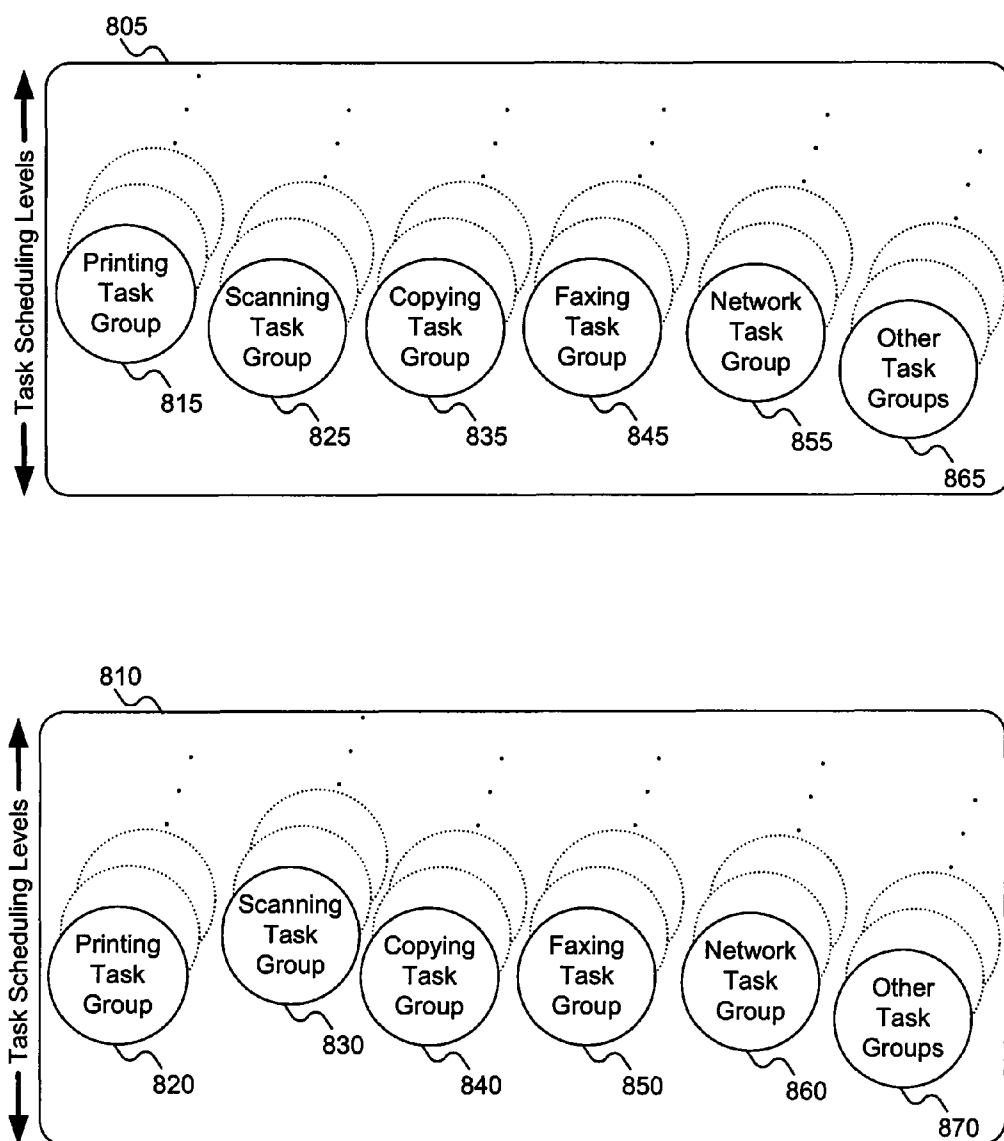 805
Task Scheduling Levels
Printing
Task
Group
Scanning
Task
Group
Copying
Task
Group
Faxing
Task
Group
Network
Task
Group
Other
Task
Groups
815
825
835
845
855
865
810
Task Scheduling Levels
Printing
Task
Group
Scanning
Task
Group
Copying
Task
Group
Faxing
Task
Group
Network
Task
Group
Other
Task
Groups
820
830
840
850
860
870